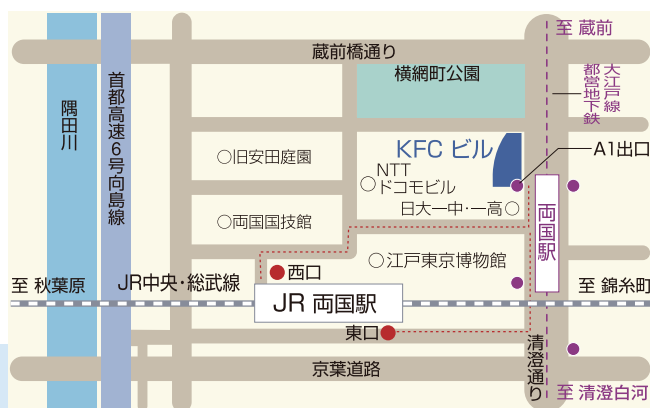 至 蔵前
蔵前橋通り
横網町公園
都営地下鉄
大江戸線
首都高速6号向島線
隅田川
KFC ビル
A1出口
○旧安田庭園
○NTT
ドコモビル
日大一中・一高○
○両国国技館
両国駅
○江戸東京博物館
西口
至 秋葉原
JR中央・総武線
至 錦糸町
JR 両国駅
東口
清澄通り
京葉道路
至 清澄白河